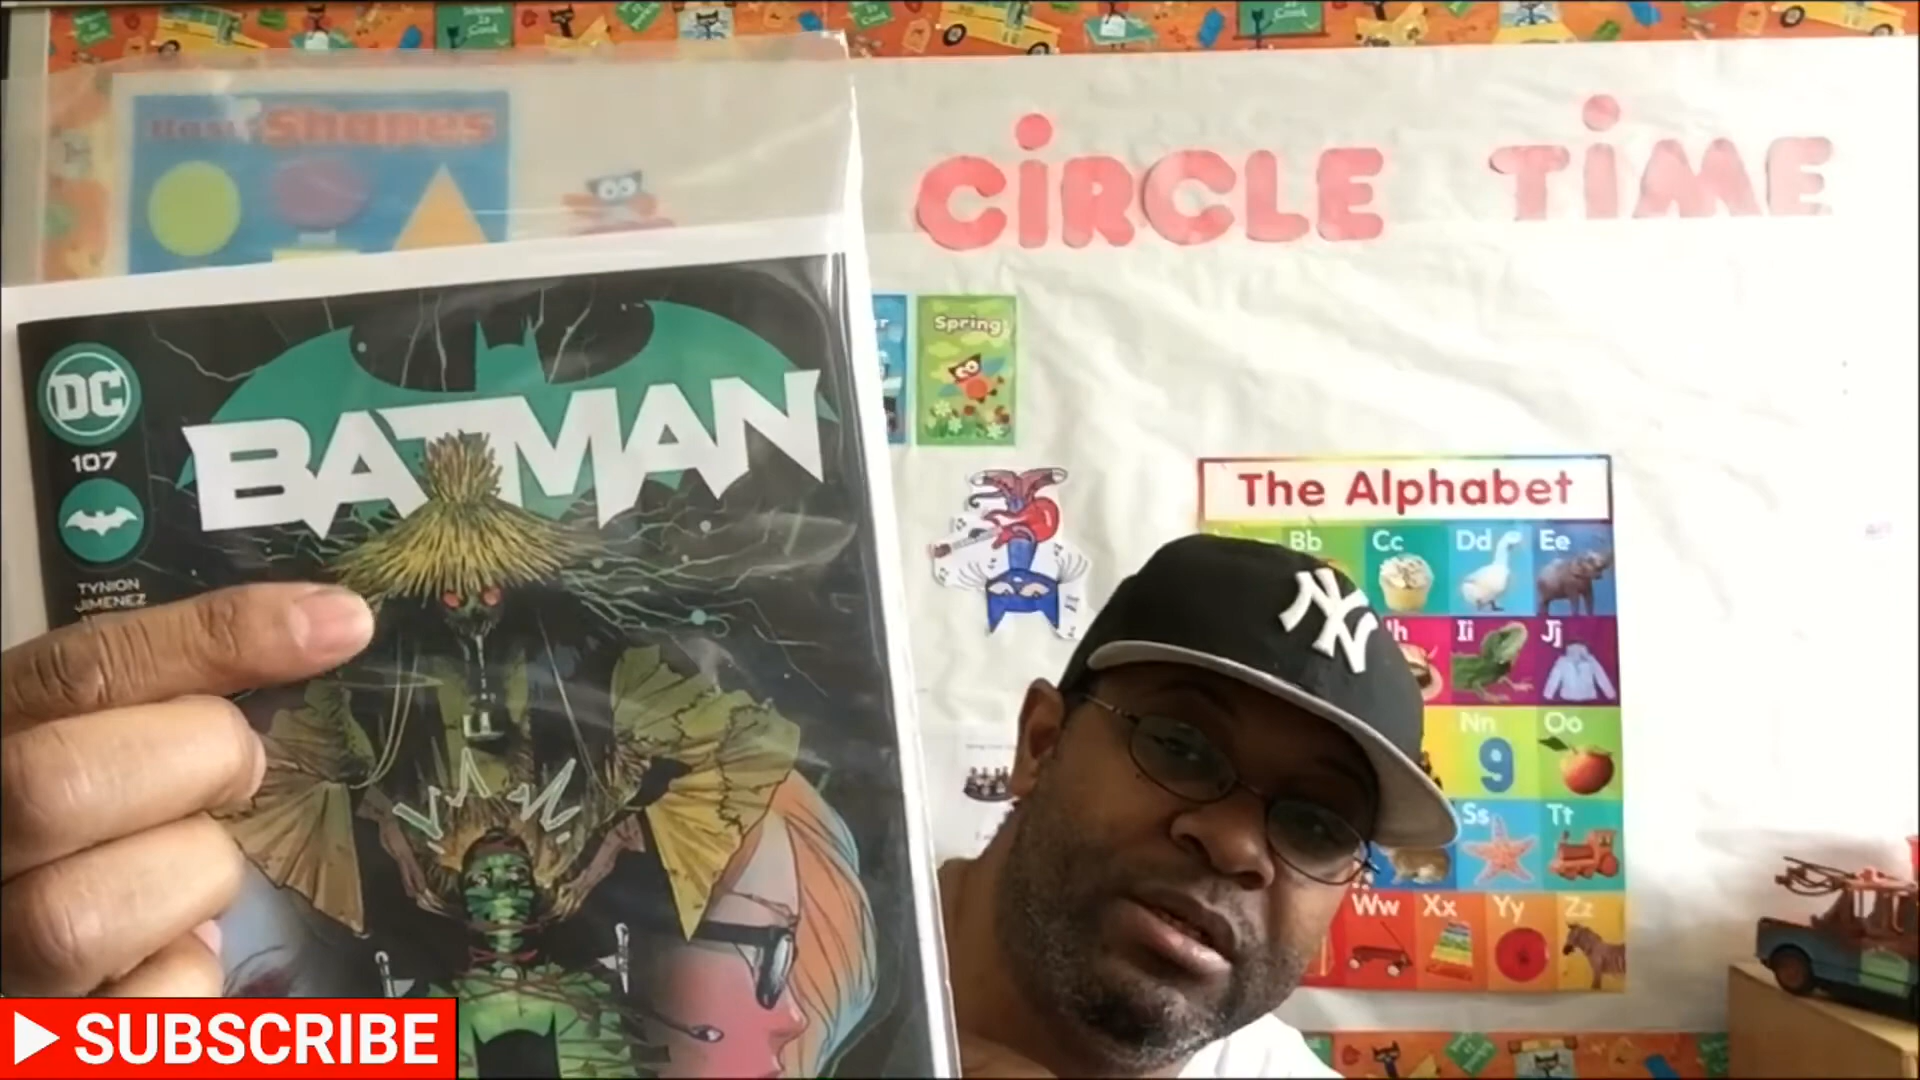 Shapes
CiRCLE TiME
Spring
DC
BATMAN
107
TYNION
JIMENEZ
The Alphabet
Bb Cc Dd Ee
Ii Jj
Nn Oo
9
Ss Tt
Ww Xx Yy Zz
NY
SUBSCRIBE